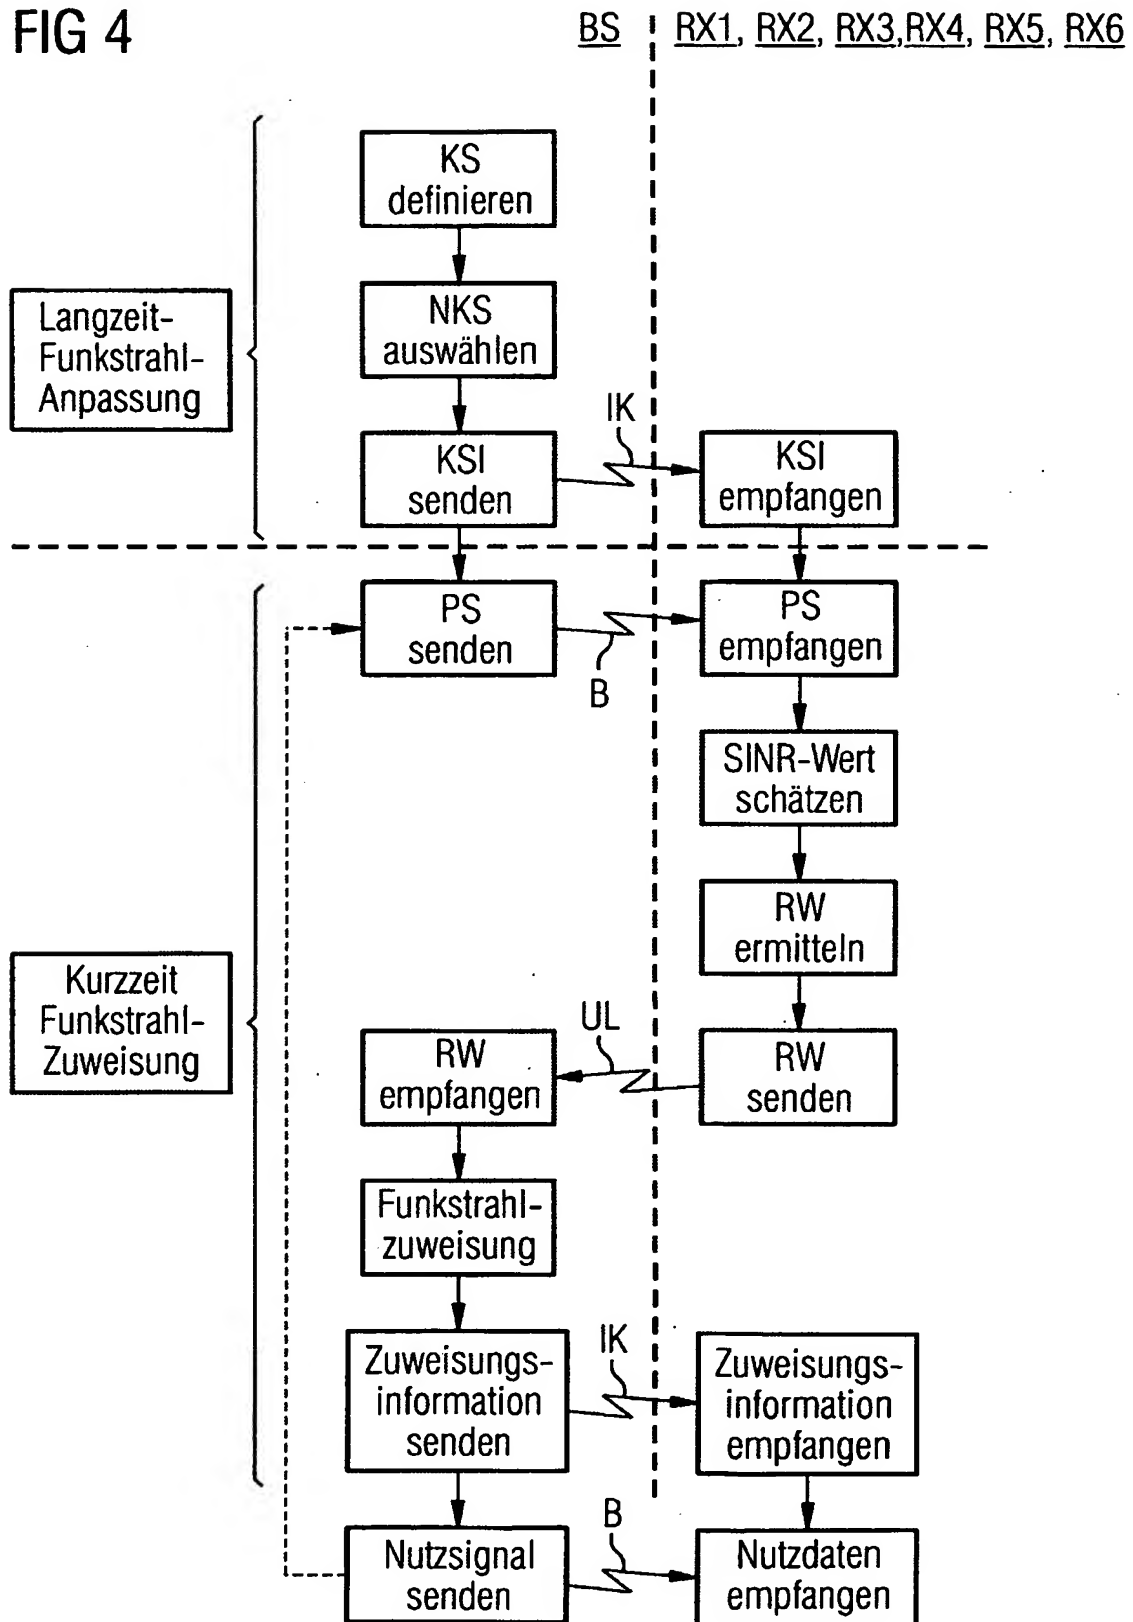 FIG 4
BS
RX1, RX2, RX3, RX4, RX5, RX6
KS
definieren
Langzeit-
Funkstrahl-
Anpassung
NKS
auswählen
IK
KSI
senden
KSI
empfangen
PS
senden
PS
empfangen
B
SINR-Wert
schätzen
RW
ermitteln
Kurzzeit
Funkstrahl-
Zuweisung
UL
RW
empfangen
RW
senden
Funkstrahl-
zuweisung
IK
Zuweisungs-
information
senden
Zuweisungs-
information
empfangen
B
Nutzsignal
senden
Nutzdaten
empfangen